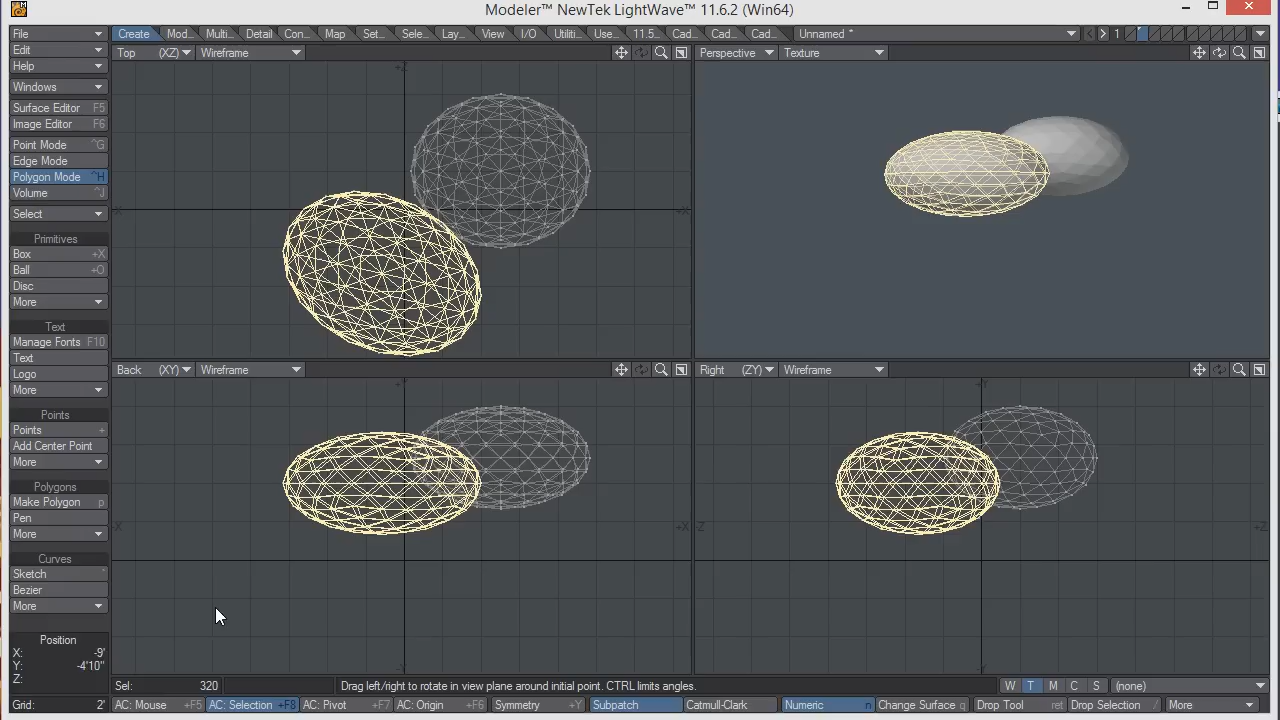 Modeler™ NewTek LightWave™ 11.6.2 (Win64)
File
Create Mod... Multi... Detail Con... Map Set... Sele... Lay... View I/O Utiliti... Use... 11.5... Cad... Cad... Cad... Unnamed * 1
Edit
Help
Windows
Surface Editor F5
Image Editor F6
Point Mode ^G
Edge Mode
Polygon Mode ^H
Volume ^J
Select
Primitives
Box +X
Ball +O
Disc
More
Text
Manage Fonts F10
Text
Logo
More
Points
Points +
Add Center Point
More
Polygons
Make Polygon p
Pen
More
Curves
Sketch
Bezier
More
Position
X: -9'
Y: -4'10"
Z:
Grid: 2'
Top (XZ) Wireframe
Perspective Texture
Back (XY) Wireframe
Right (ZY) Wireframe
Sel: 320
Drag left/right to rotate in view plane around initial point. CTRL limits angles.
W T M C S (none)
AC: Mouse +F5 AC: Selection +F8 AC: Pivot +F7 AC: Origin +F6 Symmetry +Y Subpatch Catmull-Clark Numeric n Change Surface q Drop Tool ret Drop Selection / More